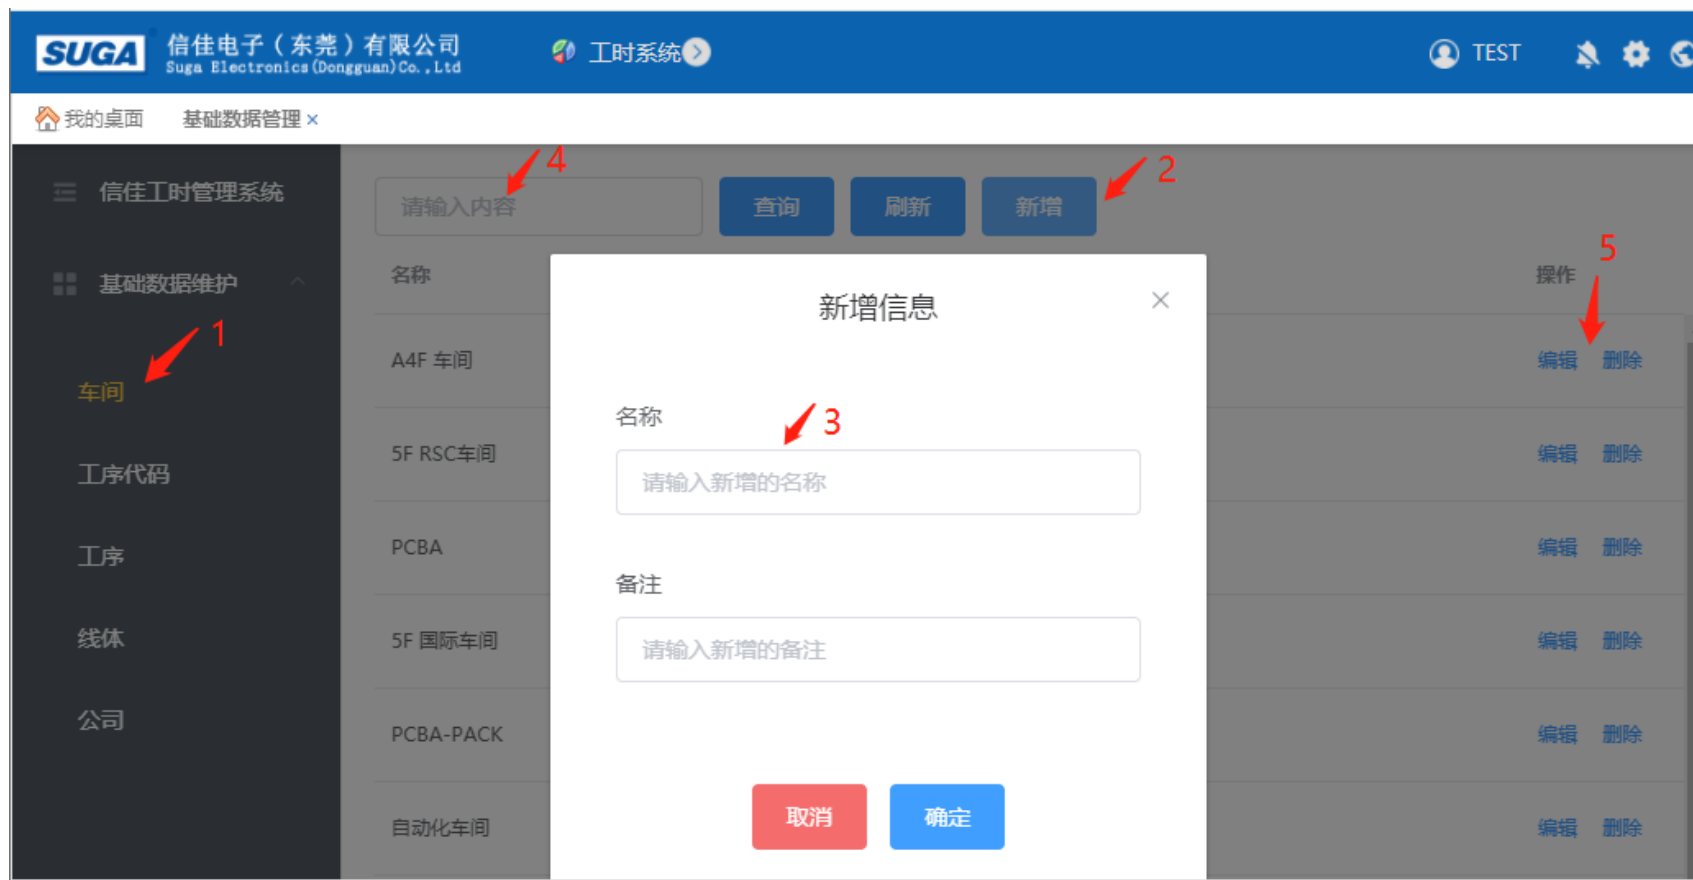 SUGA 信佳电子（东莞）有限公司
Suga Electronics(Dongguan)Co.,Ltd
工时系统
TEST
我的桌面 基础数据管理 ×
信佳工时管理系统
基础数据维护
1
车间
工序代码
工序
线体
公司
4
请输入内容 查询 刷新 新增
2
名称 操作
5
A4F 车间 编辑 删除
5F RSC车间 编辑 删除
PCBA 编辑 删除
5F 国际车间 编辑 删除
PCBA-PACK 编辑 删除
自动化车间 编辑 删除
新增信息
名称
3
请输入新增的名称
备注
请输入新增的备注
取消 确定